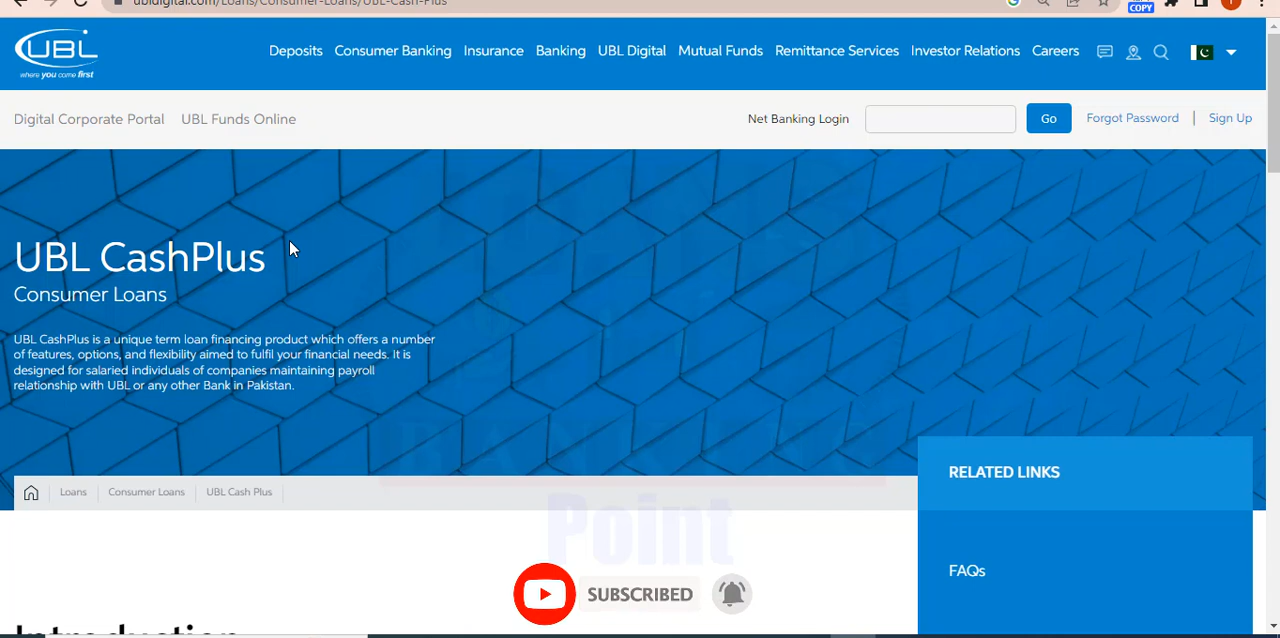 ubldigital.com/Loans/Consumer-Loans/UBL-Cash-Plus
COPY
UBL
where you come first
Deposits Consumer Banking Insurance Banking UBL Digital Mutual Funds Remittance Services Investor Relations Careers
Digital Corporate Portal UBL Funds Online Net Banking Login Go Forgot Password | Sign Up
UBL CashPlus
Consumer Loans
UBL CashPlus is a unique term loan financing product which offers a number
of features, options, and flexibility aimed to fulfil your financial needs. It is
designed for salaried individuals of companies maintaining payroll
relationship with UBL or any other Bank in Pakistan.
BANKING
Point
RELATED LINKS
Loans Consumer Loans UBL Cash Plus
FAQs
SUBSCRIBED
Introduction